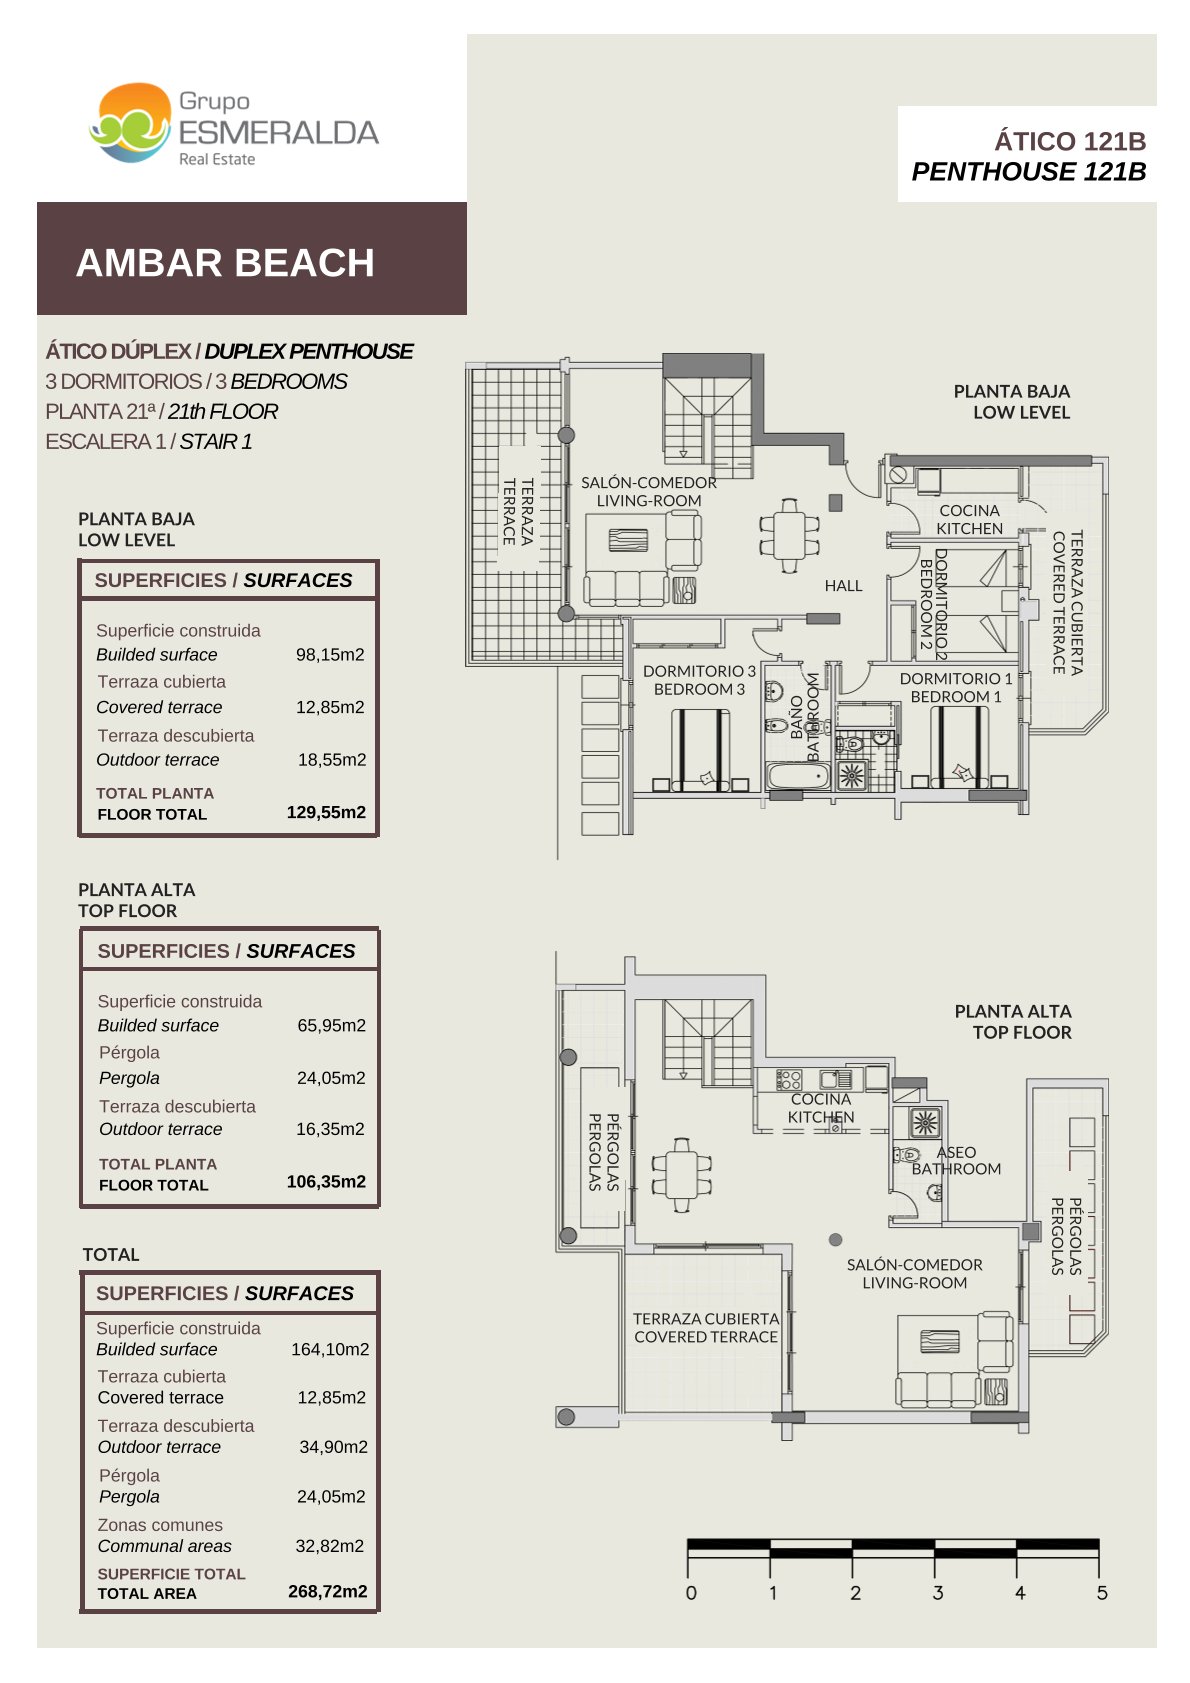 Grupo
ESMERALDA
Real Estate
ÁTICO 121B
PENTHOUSE 121B
AMBAR BEACH
ÁTICO DÚPLEX / DUPLEX PENTHOUSE
3 DORMITORIOS / 3 BEDROOMS
PLANTA 21ª / 21th FLOOR
ESCALERA 1 / STAIR 1
PLANTA BAJA
LOW LEVEL
SUPERFICIES / SURFACES
Superficie construida
Builded surface 98,15m2
Terraza cubierta
Covered terrace 12,85m2
Terraza descubierta
Outdoor terrace 18,55m2
TOTAL PLANTA
FLOOR TOTAL 129,55m2
PLANTA BAJA
LOW LEVEL
TERRAZA
TERRACE
SALÓN-COMEDOR
LIVING-ROOM
COCINA
KITCHEN
HALL
DORMITORIO 2
BEDROOM 2
TERRAZA CUBIERTA
COVERED TERRACE
DORMITORIO 3
BEDROOM 3
BAÑO
BATHROOM
DORMITORIO 1
BEDROOM 1
PLANTA ALTA
TOP FLOOR
SUPERFICIES / SURFACES
Superficie construida
Builded surface 65,95m2
Pérgola
Pergola 24,05m2
Terraza descubierta
Outdoor terrace 16,35m2
TOTAL PLANTA
FLOOR TOTAL 106,35m2
PLANTA ALTA
TOP FLOOR
COCINA
KITCHEN
PÉRGOLAS
PERGOLAS
ASEO
BATHROOM
PÉRGOLAS
PERGOLAS
SALÓN-COMEDOR
LIVING-ROOM
TERRAZA CUBIERTA
COVERED TERRACE
TOTAL
SUPERFICIES / SURFACES
Superficie construida
Builded surface 164,10m2
Terraza cubierta
Covered terrace 12,85m2
Terraza descubierta
Outdoor terrace 34,90m2
Pérgola
Pergola 24,05m2
Zonas comunes
Communal areas 32,82m2
SUPERFICIE TOTAL
TOTAL AREA 268,72m2
0 1 2 3 4 5